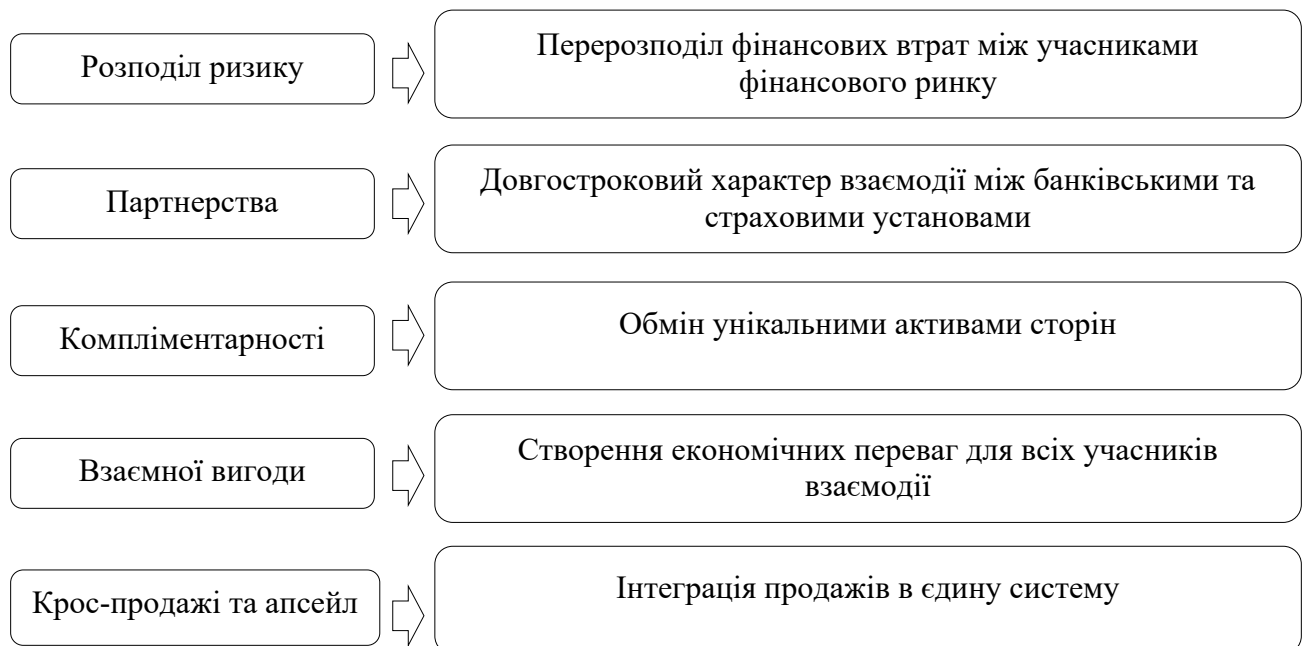 Розподіл ризику
Перерозподіл фінансових втрат між учасниками
фінансового ринку
Партнерства
Довгостроковий характер взаємодії між банківськими та
страховими установами
Компліментарності
Обмін унікальними активами сторін
Взаємної вигоди
Створення економічних переваг для всіх учасників
взаємодії
Крос-продажі та апсейл
Інтеграція продажів в єдину систему